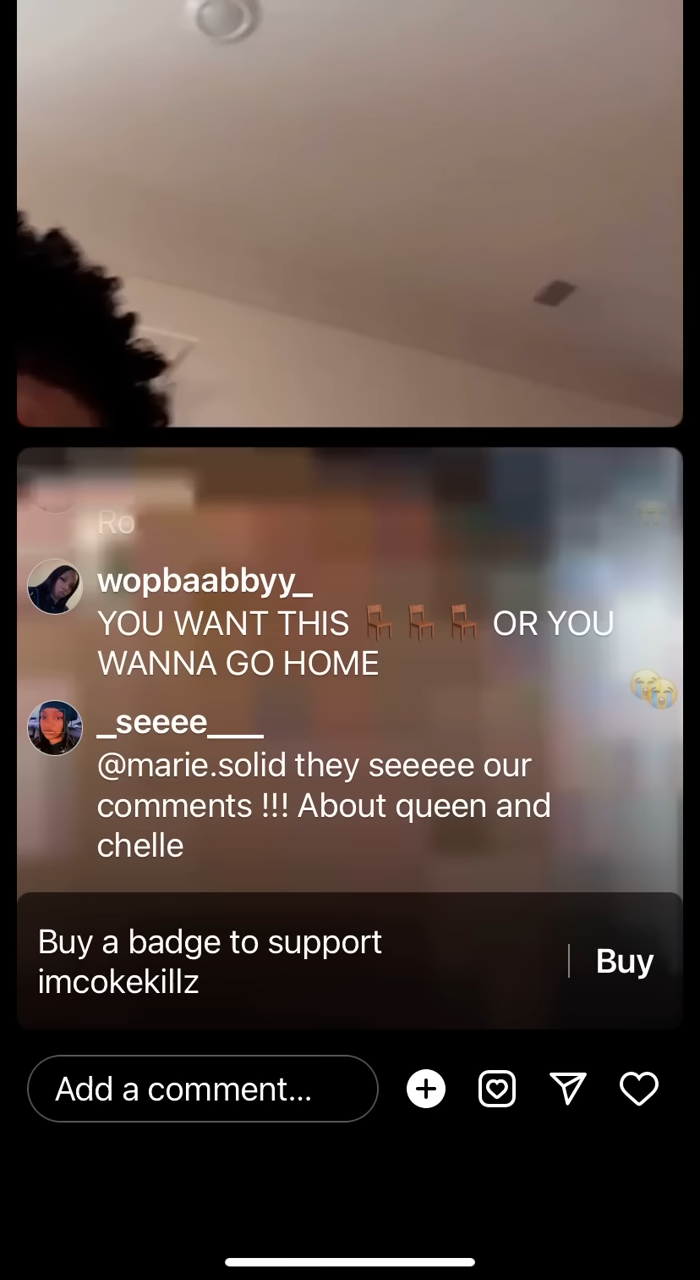 Ro
wopbaabbyy_
YOU WANT THIS 🪑 🪑 🪑 OR YOU
WANNA GO HOME
_seeee___
@marie.solid they seeeee our
comments !!! About queen and
chelle
Buy a badge to support
imcokekillz
Buy
Add a comment...